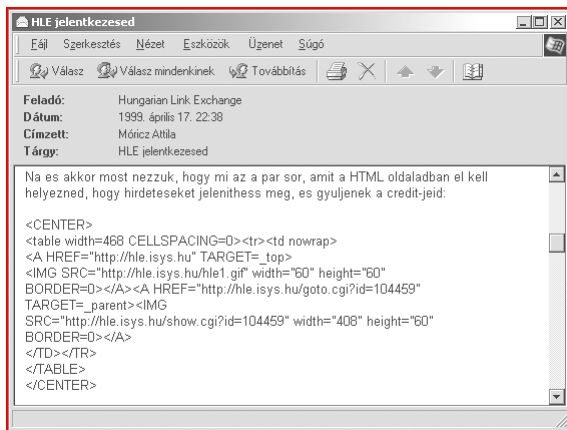 HLE jelentkezesed
Fájl Szerkesztés Nézet Eszközök Üzenet Súgó
Válasz Válasz mindenkinek Továbbítás
Feladó: Hungarian Link Exchange
Dátum: 1999. április 17. 22:38
Címzett: Móricz Attila
Tárgy: HLE jelentkezesed
Na es akkor most nezzuk, hogy mi az a par sor, amit a HTML oldaladban el kell
helyezned, hogy hirdeteseket jelenithess meg, es gyuljenek a credit-jeid:
<CENTER>
<table width=468 CELLSPACING=0><tr><td nowrap>
<A HREF="http://hle.isys.hu" TARGET=_top>
<IMG SRC="http://hle.isys.hu/hle1.gif" width="60" height="60"
BORDER=0></A><A HREF="http://hle.isys.hu/goto.cgi?id=104459"
TARGET=_parent><IMG
SRC="http://hle.isys.hu/show.cgi?id=104459" width="408" height="60"
BORDER=0></A>
</TD></TR>
</TABLE>
</CENTER>